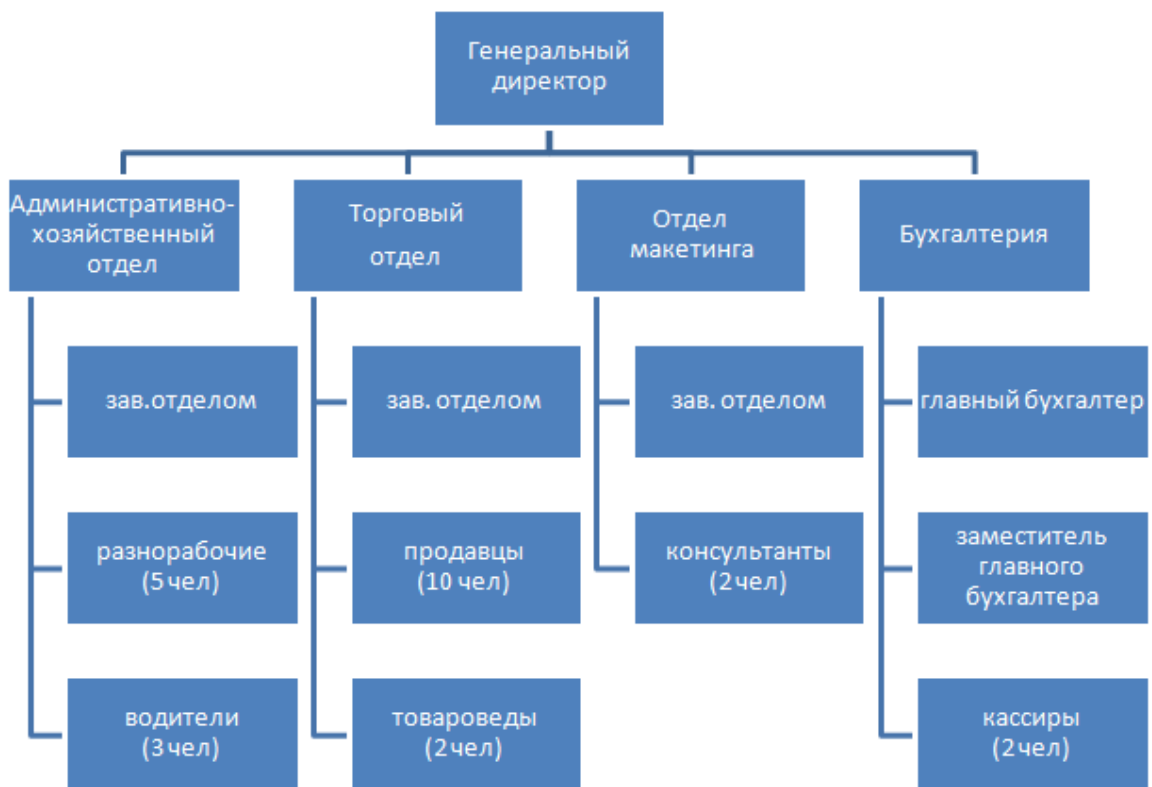 Генеральный
директор
Административно-
хозяйственный
отдел
Торговый
отдел
Отдел
макетинга
Бухгалтерия
зав.отделом
зав. отделом
зав. отделом
главный бухгалтер
разнорабочие
(5 чел)
продавцы
(10 чел)
консультанты
(2 чел)
заместитель
главного
бухгалтера
водители
(3 чел)
товароведы
(2 чел)
кассиры
(2 чел)